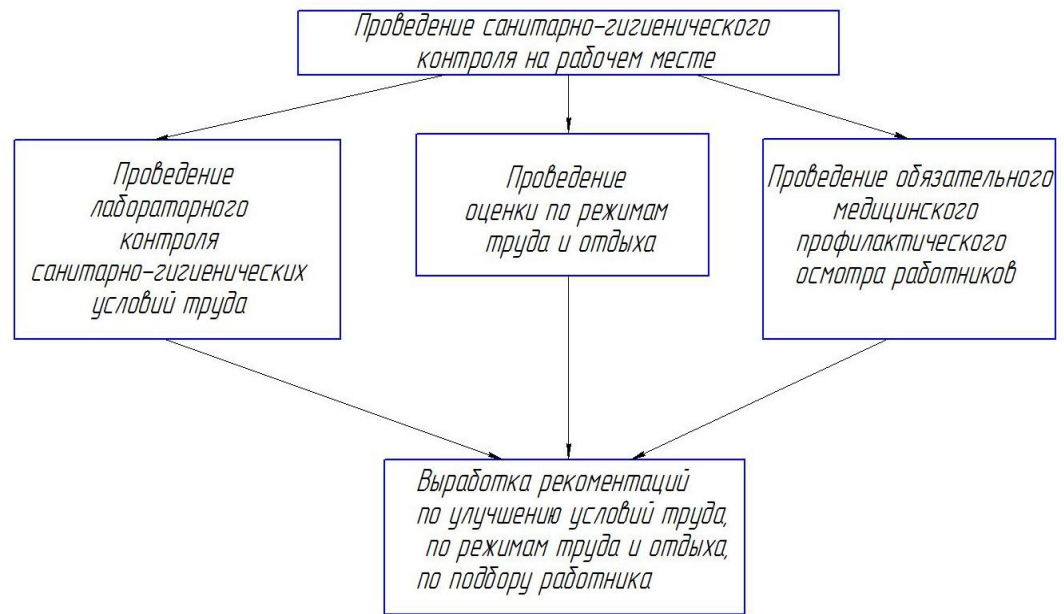 Проведение санитарно-гигиенического
контроля на рабочем месте
Проведение
лабораторного
контроля
санитарно-гигиенических
условий труда
Проведение
оценки по режимам
труда и отдыха
Проведение обязательного
медицинского
профилактического
осмотра работников
Выработка рекоментаций
по улучшению условий труда,
по режимам труда и отдыха,
по подбору работника